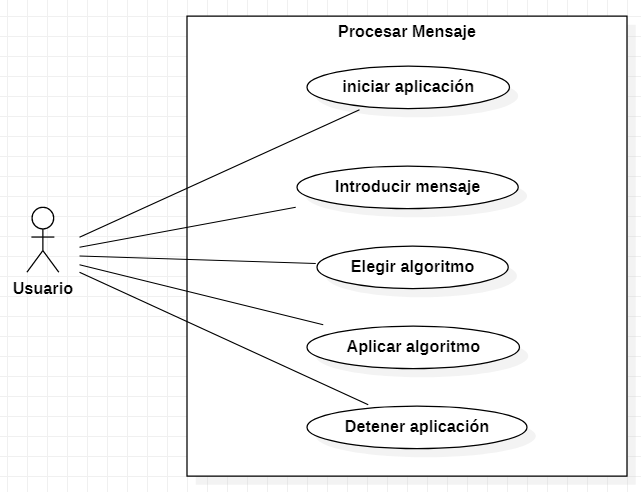 Procesar Mensaje
iniciar aplicación
Introducir mensaje
Elegir algoritmo
Usuario
Aplicar algoritmo
Detener aplicación